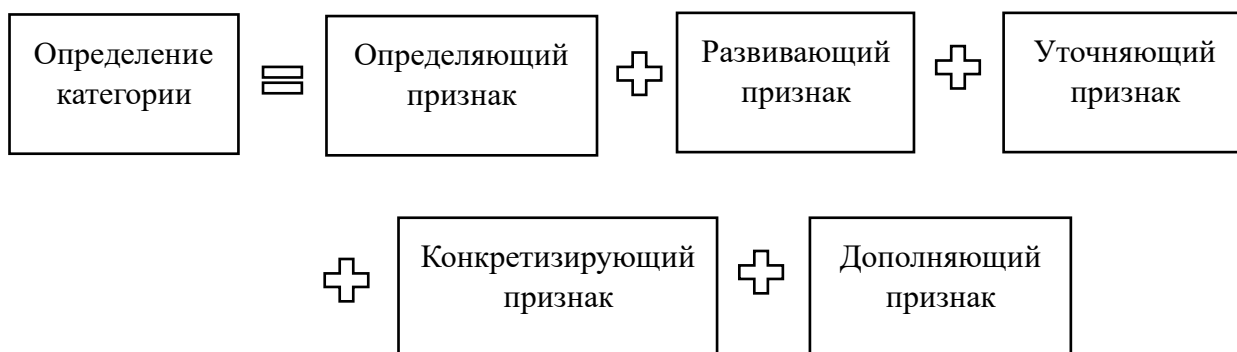 Определение
категории
Определяющий
признак
Развивающий
признак
Уточняющий
признак
Конкретизирующий
признак
Дополняющий
признак